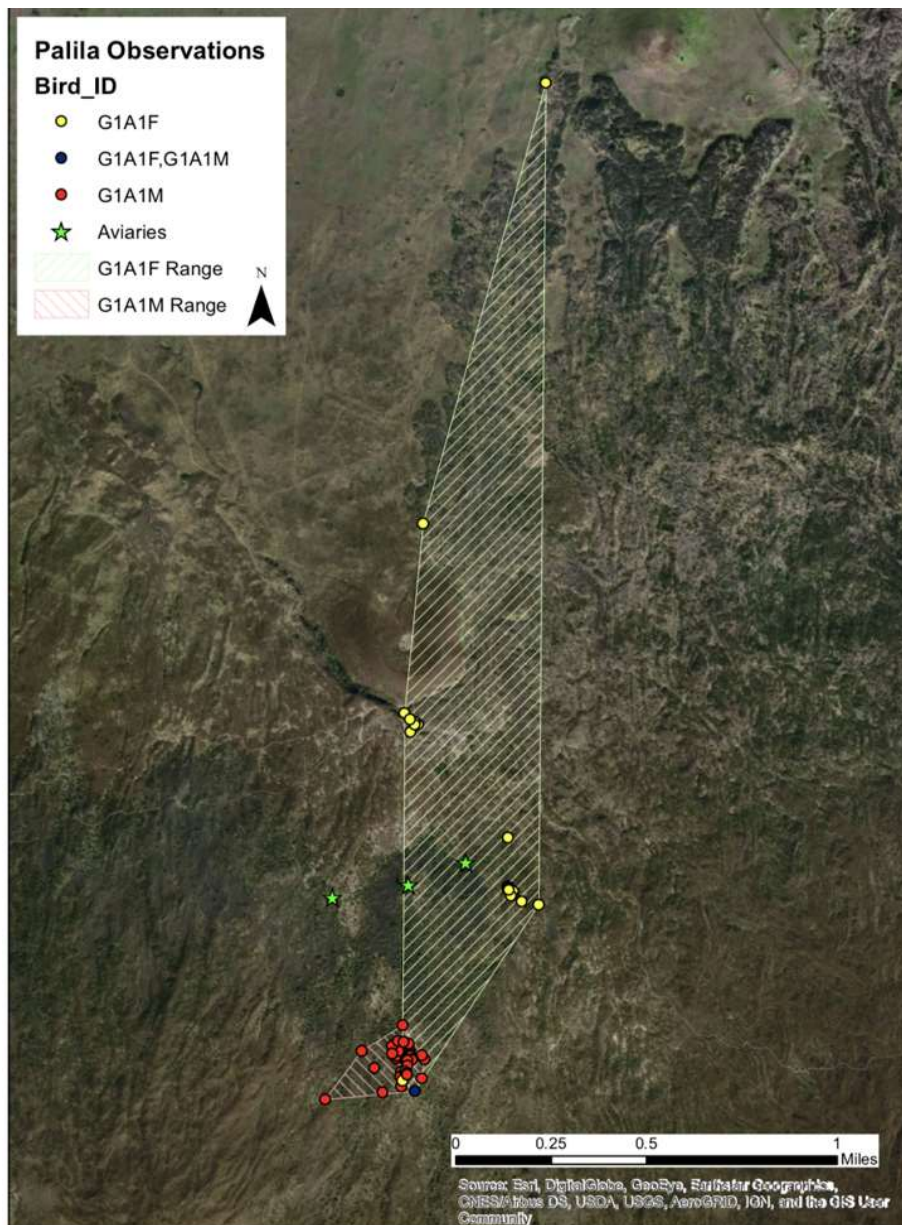 Palila Observations
Bird_ID
G1A1F
G1A1F,G1A1M
G1A1M
Aviaries
G1A1F Range
G1A1M Range
N
0 0.25 0.5 1
Miles
Source: Esri, DigitalGlobe, GeoEye, Earthstar Geographics,
CNES/Airbus DS, USDA, USGS, AeroGRID, IGN, and the GIS User
Community